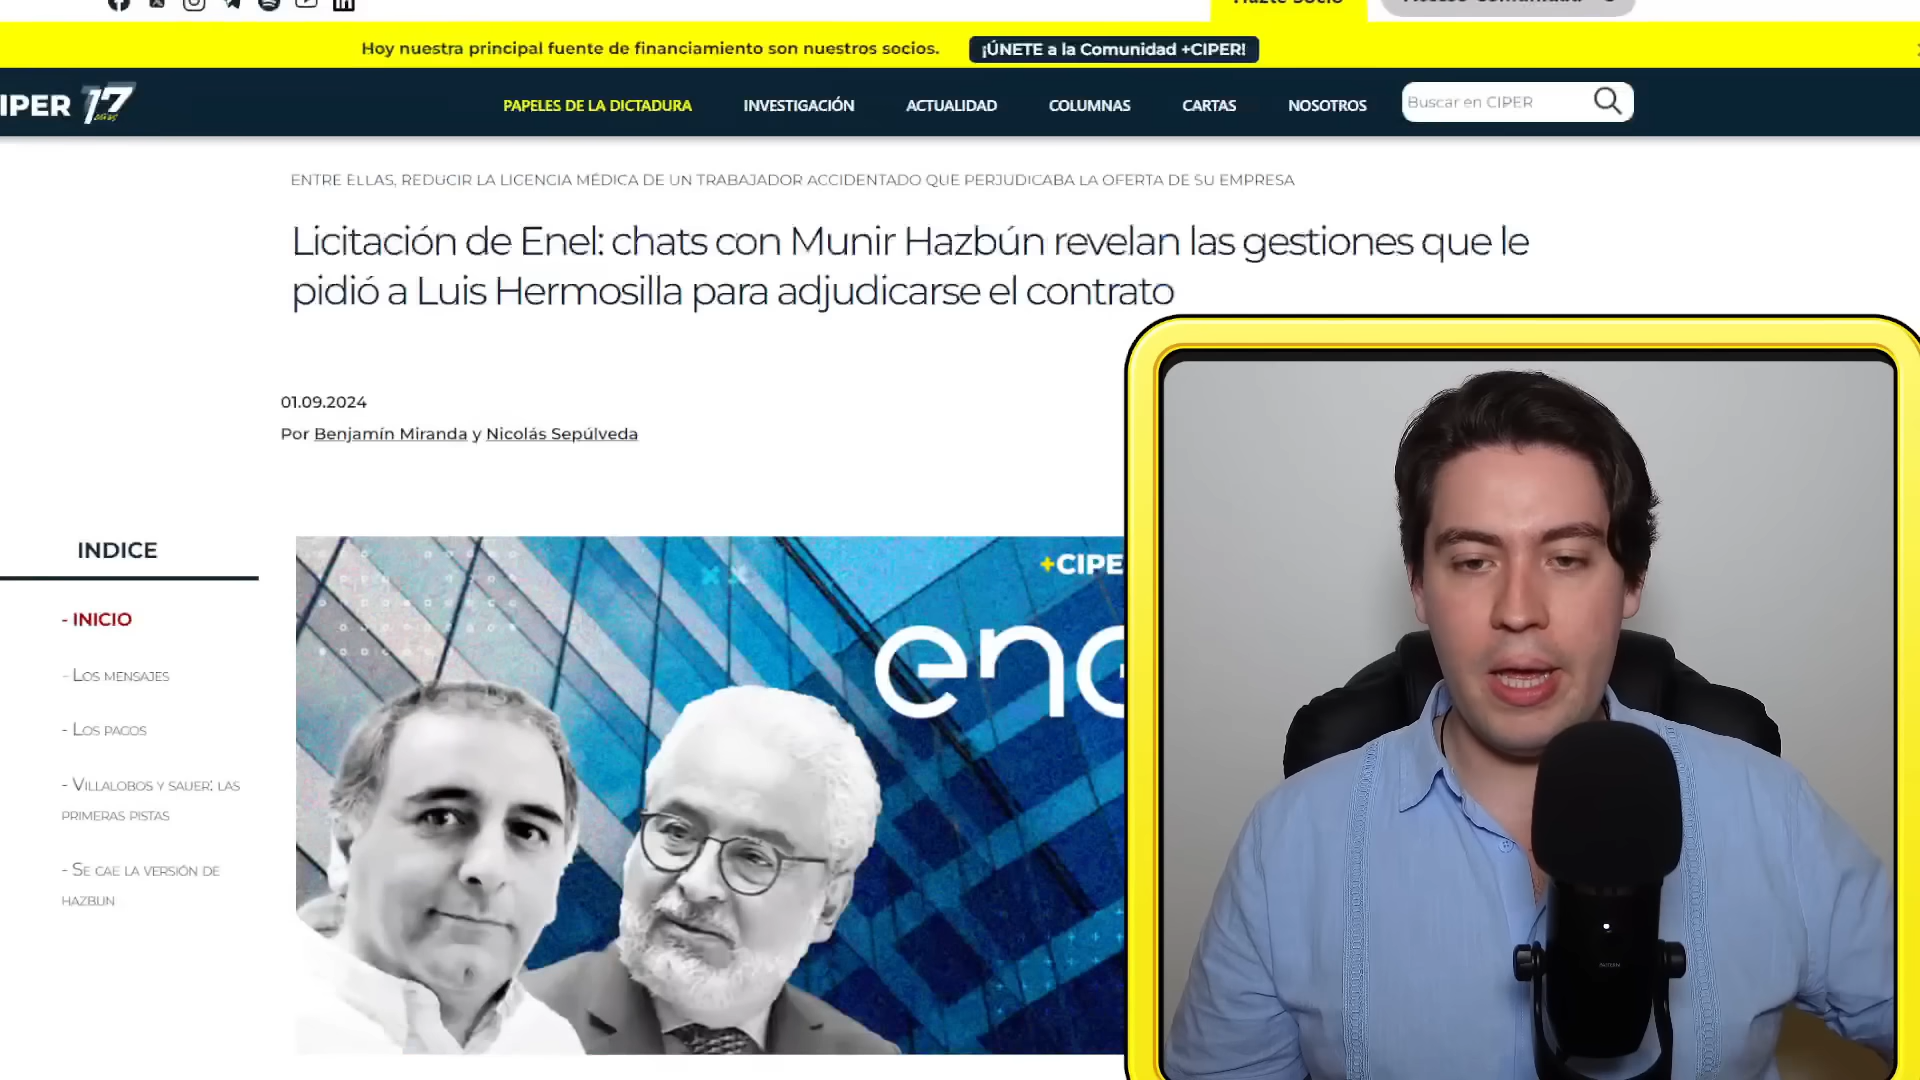 Hazte Socio
Hoy nuestra principal fuente de financiamiento son nuestros socios.
¡ÚNETE a la Comunidad +CIPER!
IPER 17
PAPELES DE LA DICTADURA
INVESTIGACIÓN
ACTUALIDAD
COLUMNAS
CARTAS
NOSOTROS
Buscar en CIPER
ENTRE ELLAS, REDUCIR LA LICENCIA MÉDICA DE UN TRABAJADOR ACCIDENTADO QUE PERJUDICABA LA OFERTA DE SU EMPRESA
Licitación de Enel: chats con Munir Hazbún revelan las gestiones que le
pidió a Luis Hermosilla para adjudicarse el contrato
01.09.2024
Por Benjamín Miranda y Nicolás Sepúlveda
INDICE
- INICIO
- LOS MENSAJES
- LOS PAGOS
- VILLALOBOS Y SAUER: LAS
PRIMERAS PISTAS
- SE CAE LA VERSIÓN DE
HAZBUN
+CIPE
ene